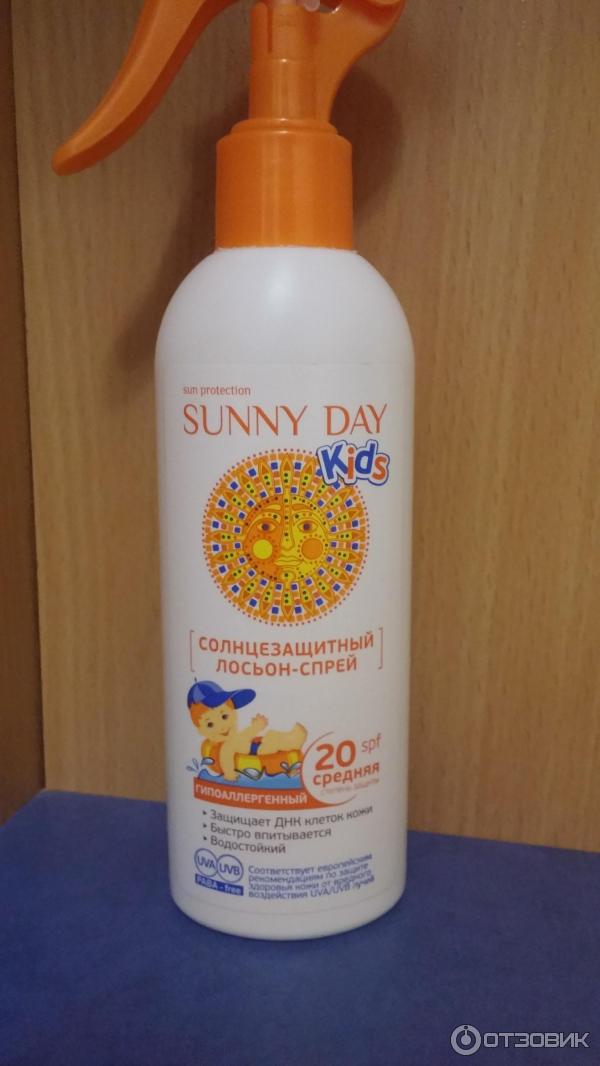 sun protection
SUNNY DAY
Kids
СОЛНЦЕЗАЩИТНЫЙ
ЛОСЬОН-СПРЕЙ
20 spf
средняя
степень защиты
ГИПОАЛЛЕРГЕННЫЙ
Защищает ДНК клеток кожи
Быстро впитывается
Водостойкий
UVA UVB
PABA - free
Соответствует европейским
рекомендациям по защите
здоровья кожи от вредного
воздействия UVA/UVB лучей
ОТЗОВИК